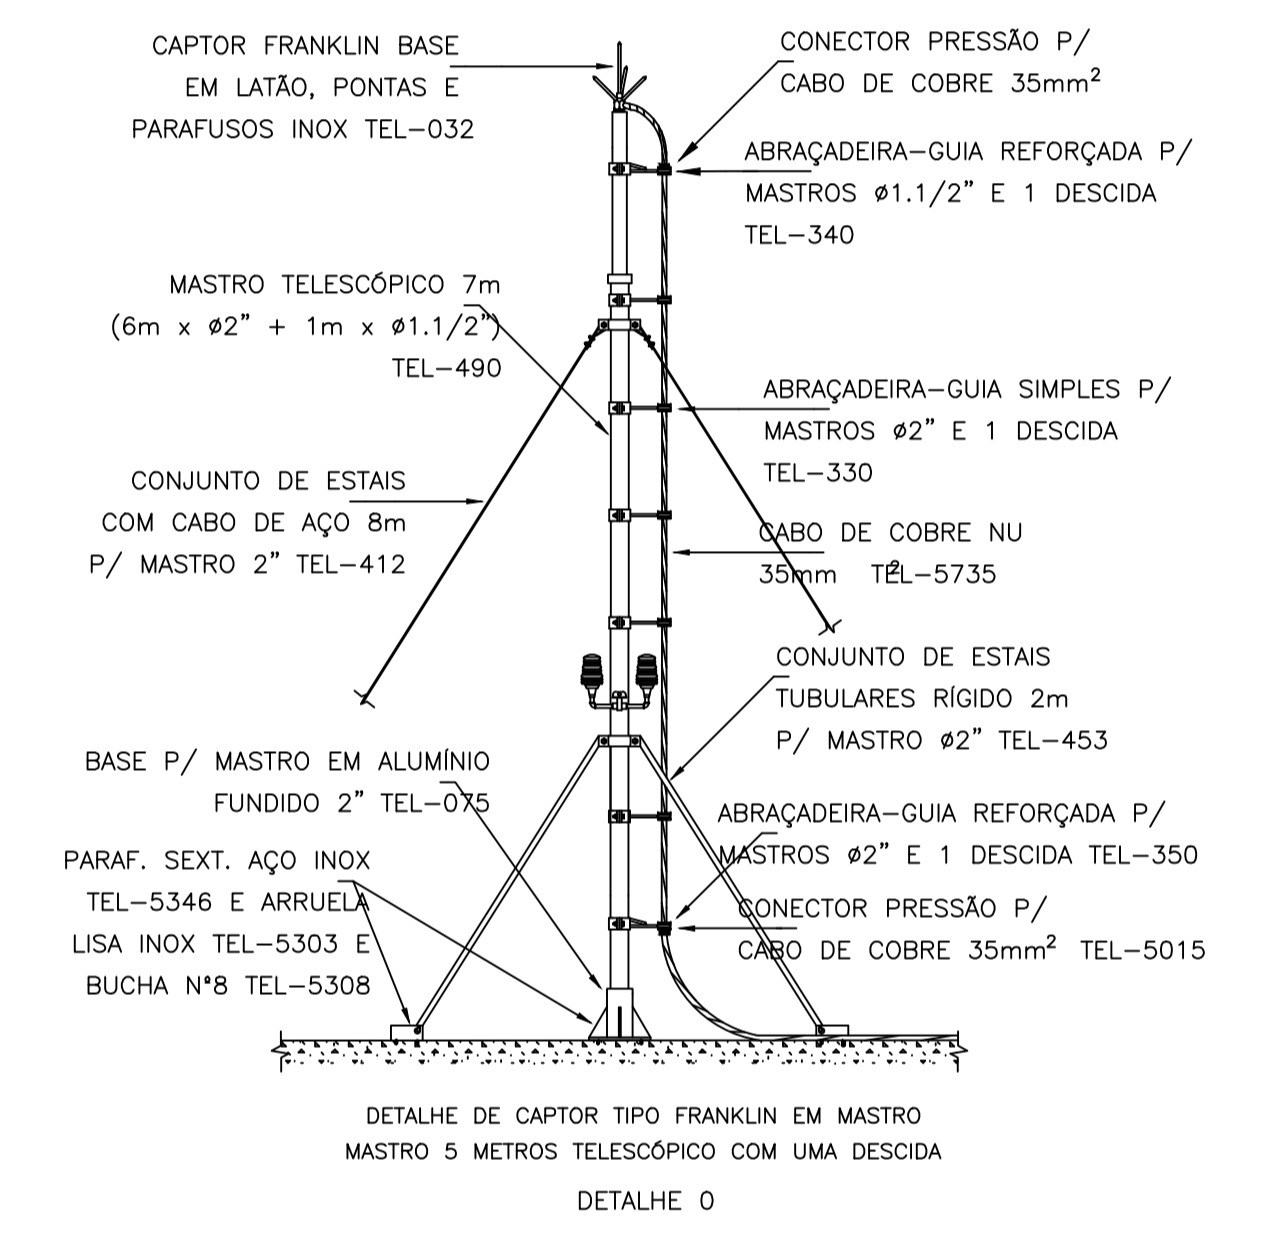 CAPTOR FRANKLIN BASE
EM LATÃO, PONTAS E
PARAFUSOS INOX TEL-032
CONECTOR PRESSÃO P/
CABO DE COBRE 35mm²
ABRAÇADEIRA-GUIA REFORÇADA P/
MASTROS ø1.1/2" E 1 DESCIDA
TEL-340
MASTRO TELESCÓPICO 7m
(6m x ø2" + 1m x ø1.1/2")
TEL-490
ABRAÇADEIRA-GUIA SIMPLES P/
MASTROS ø2" E 1 DESCIDA
TEL-330
CONJUNTO DE ESTAIS
COM CABO DE AÇO 8m
P/ MASTRO 2" TEL-412
CABO DE COBRE NU
35mm² TEL-5735
CONJUNTO DE ESTAIS
TUBULARES RÍGIDO 2m
P/ MASTRO ø2" TEL-453
BASE P/ MASTRO EM ALUMÍNIO
FUNDIDO 2" TEL-075
ABRAÇADEIRA-GUIA REFORÇADA P/
MASTROS ø2" E 1 DESCIDA TEL-350
PARAF. SEXT. AÇO INOX
TEL-5346 E ARRUELA
LISA INOX TEL-5303 E
BUCHA N°8 TEL-5308
CONECTOR PRESSÃO P/
CABO DE COBRE 35mm² TEL-5015
DETALHE DE CAPTOR TIPO FRANKLIN EM MASTRO
MASTRO 5 METROS TELESCÓPICO COM UMA DESCIDA
DETALHE O